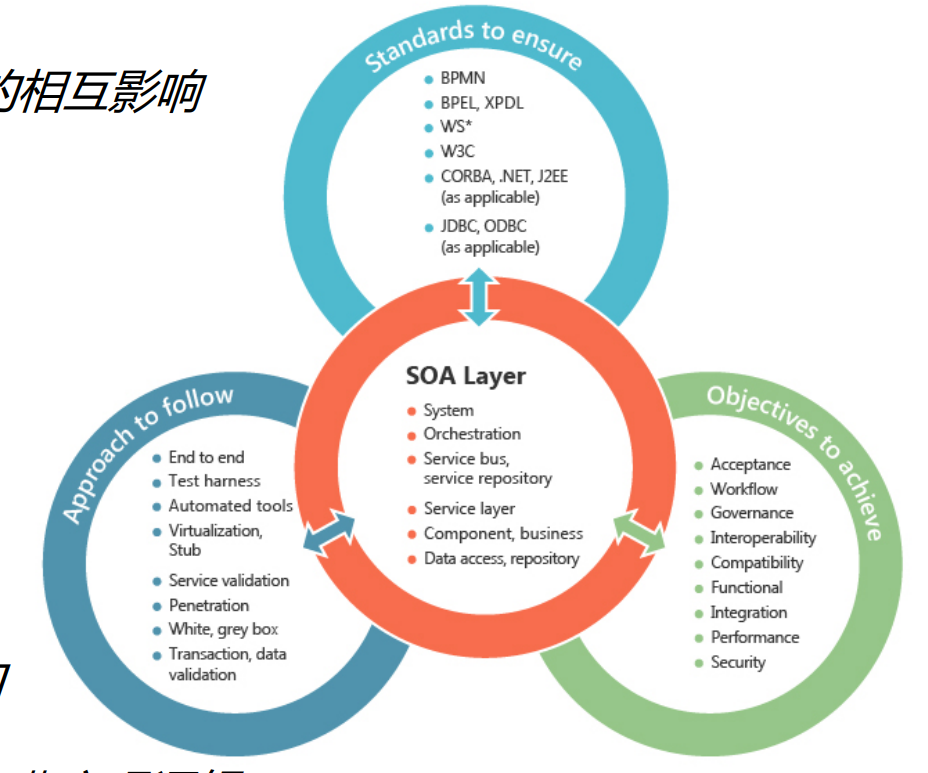 的相互影响
Standards to ensure
BPMN
BPEL, XPDL
WS*
W3C
CORBA, .NET, J2EE
(as applicable)
JDBC, ODBC
(as applicable)
SOA Layer
System
Orchestration
Service bus,
service repository
Service layer
Component, business
Data access, repository
Approach to follow
End to end
Test harness
Automated tools
Virtualization,
Stub
Service validation
Penetration
White, grey box
Transaction, data
validation
Objectives to achieve
Acceptance
Workflow
Governance
Interoperability
Compatibility
Functional
Integration
Performance
Security